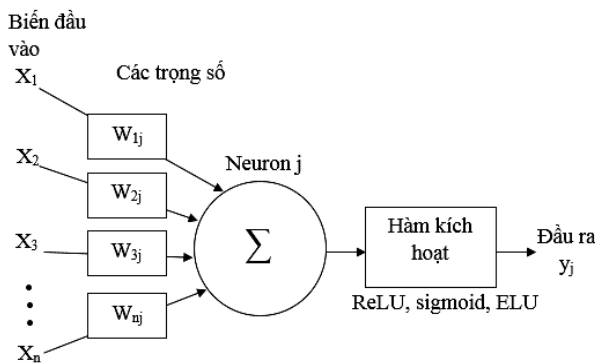 Biến đầu
vào
X1
Các trọng số
W1j
X2
W2j
X3
W3j
Wnj
Xn
Neuron j
∑
Hàm kích
hoạt
ReLU, sigmoid, ELU
Đầu ra
yj